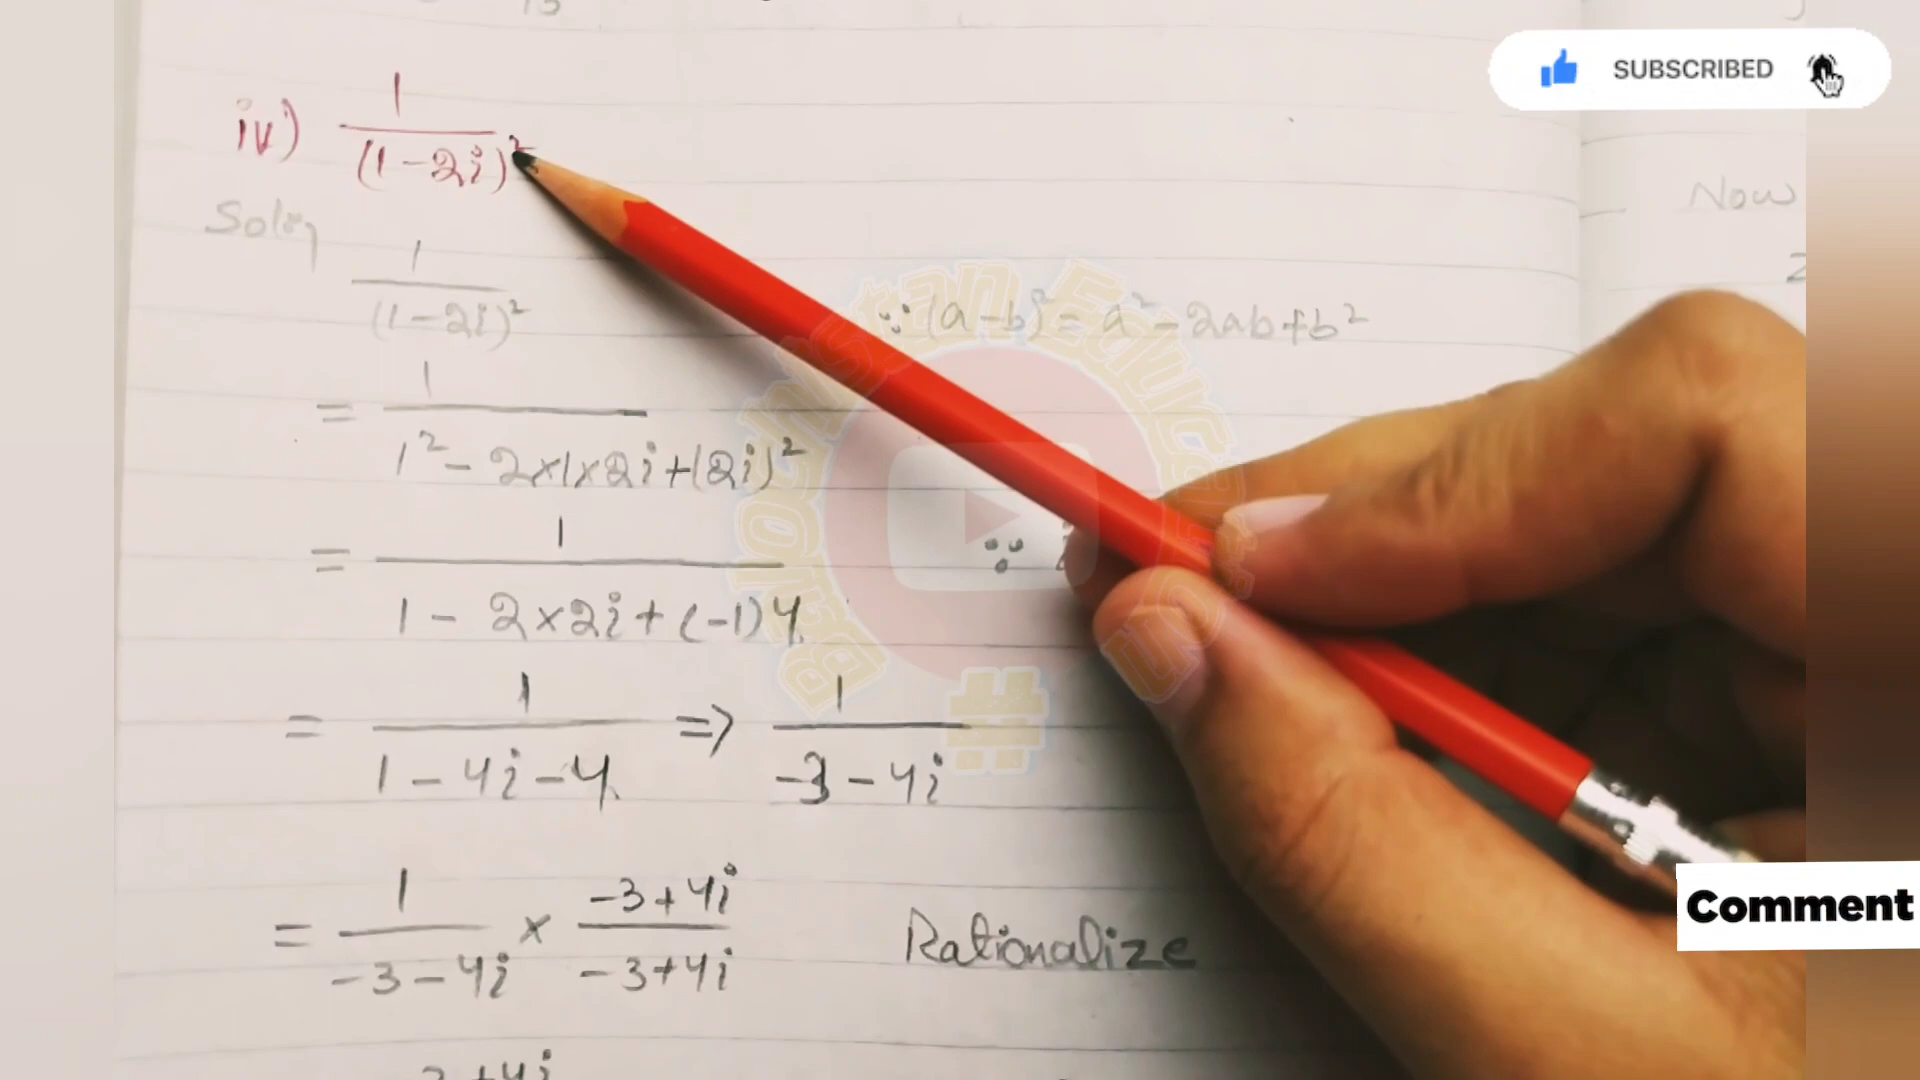 SUBSCRIBED
iv) 1/(1-2i)²
Now
Sol:
1/(1-2i)²
∵ (a-b)² = a²-2ab+b²
= 1/(1²-2×1×2i+(2i)²)
= 1/(1-2×2i+(-1)4) ∵
= 1/(1-4i-4) => 1/(-3-4i)
= 1/(-3-4i) × (-3+4i)/(-3+4i) Rationalize
Comment
Balochistan Education #